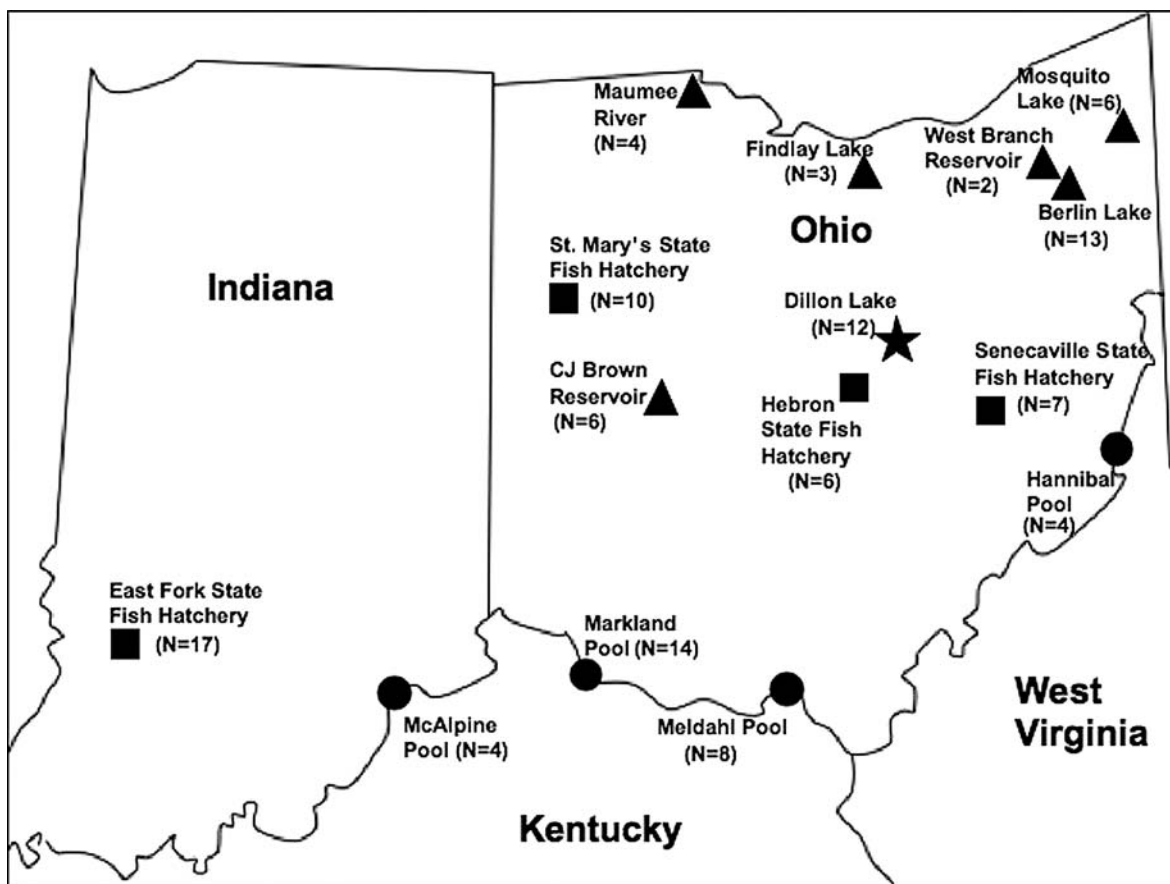 Maumee
River
(N=4)
Mosquito
Lake (N=6)
Findlay Lake
(N=3)
West Branch
Reservoir
(N=2)
Berlin Lake
(N=13)
Ohio
St. Mary's State
Fish Hatchery
(N=10)
Indiana
Dillon Lake
(N=12)
Senecaville State
Fish Hatchery
(N=7)
CJ Brown
Reservoir
(N=6)
Hebron
State Fish
Hatchery
(N=6)
Hannibal
Pool
(N=4)
East Fork State
Fish Hatchery
(N=17)
Markland
Pool (N=14)
McAlpine
Pool (N=4)
Meldahl Pool
(N=8)
West
Virginia
Kentucky